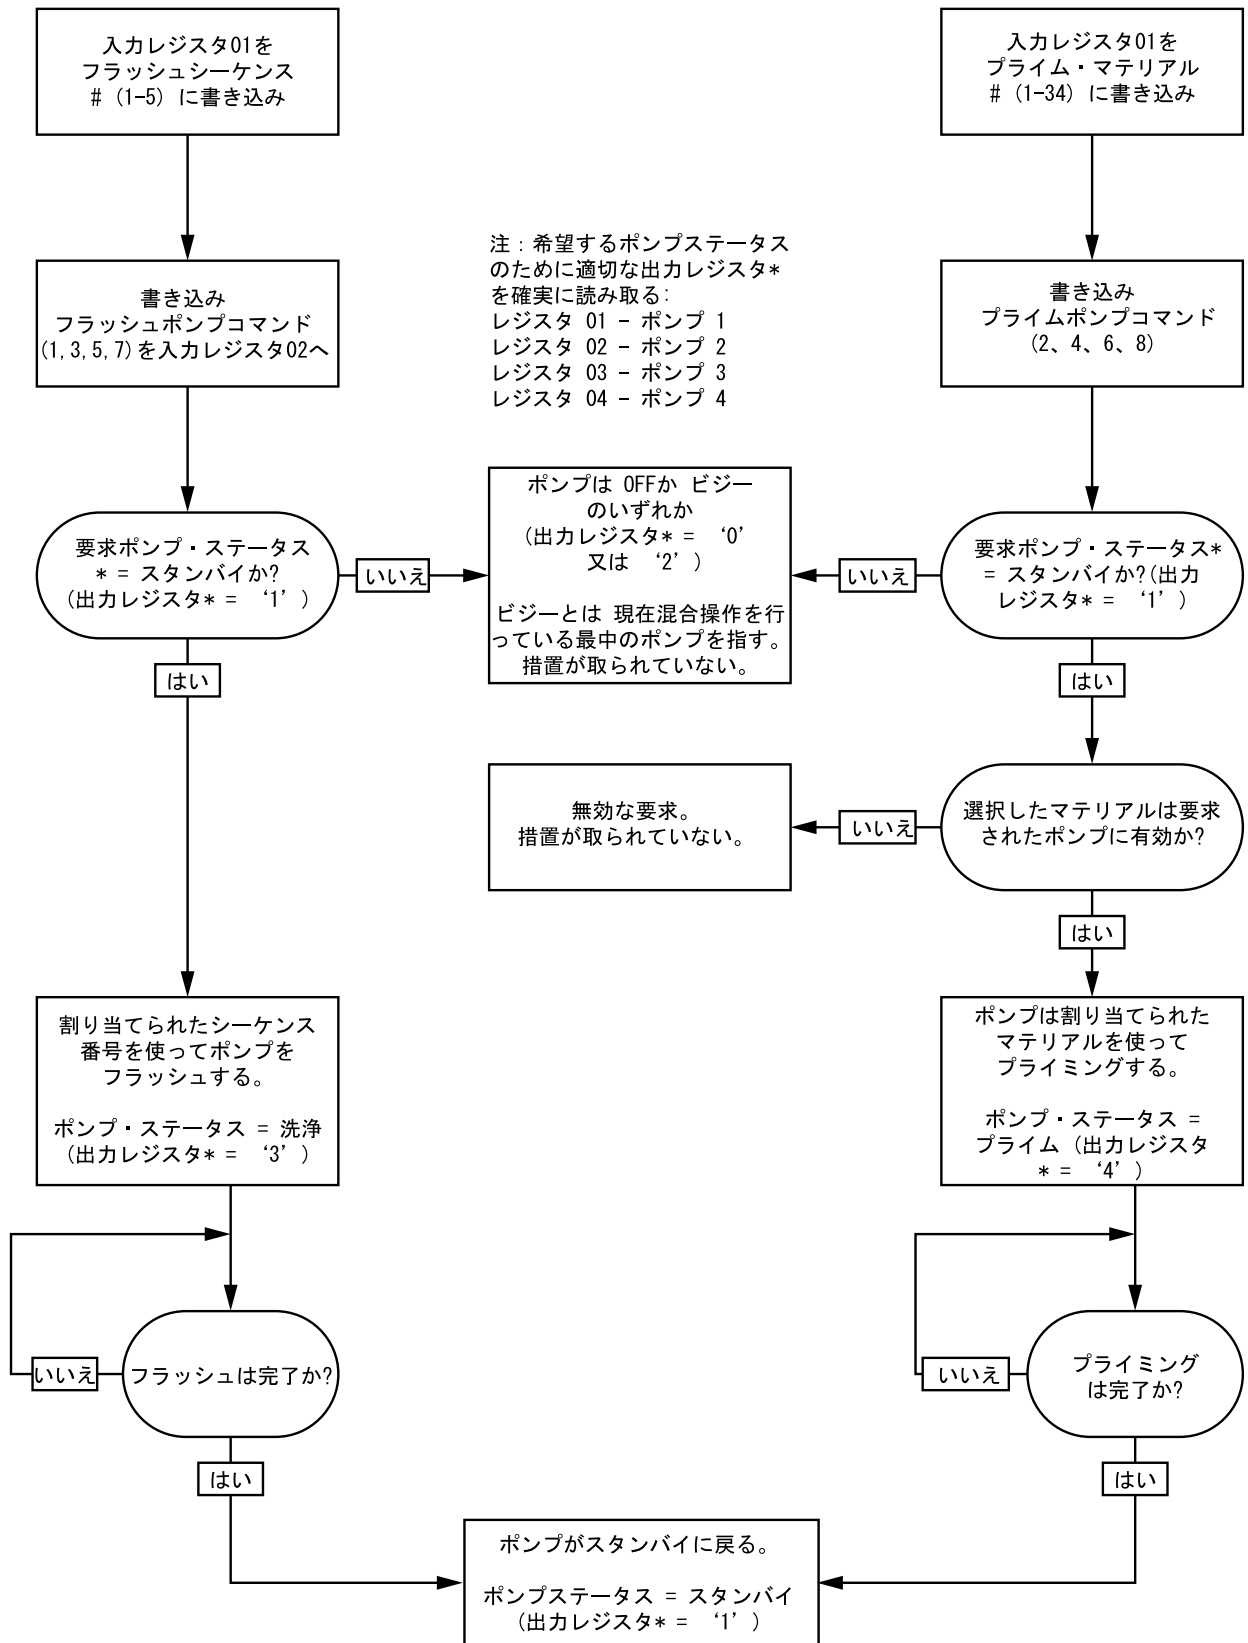 入力レジスタ01を
フラッシュシーケンス
# (1-5) に書き込み
入力レジスタ01を
プライム・マテリアル
# (1-34) に書き込み
注：希望するポンプステータス
のために適切な出力レジスタ*
を確実に読み取る：
レジスタ 01 - ポンプ 1
レジスタ 02 - ポンプ 2
レジスタ 03 - ポンプ 3
レジスタ 04 - ポンプ 4
書き込み
フラッシュポンプコマンド
(1,3,5,7)を入力レジスタ02へ
書き込み
プライムポンプコマンド
(2、4、6、8)
要求ポンプ・ステータス
* = スタンバイか?
(出力レジスタ* = ‘1’)
いいえ
ポンプは OFFか ビジー
のいずれか
(出力レジスタ* = ‘0’
又は ‘2’)
ビジーとは 現在混合操作を行
っている最中のポンプを指す。
措置が取られていない。
いいえ
要求ポンプ・ステータス*
= スタンバイか?(出力
レジスタ* = ‘1’)
はい
はい
無効な要求。
措置が取られていない。
いいえ
選択したマテリアルは要求
されたポンプに有効か?
はい
割り当てられたシーケンス
番号を使ってポンプを
フラッシュする。
ポンプ・ステータス = 洗浄
(出力レジスタ* = ‘3’)
ポンプは割り当てられた
マテリアルを使って
プライミングする。
ポンプ・ステータス =
プライム (出力レジスタ
* = ‘4’)
いいえ
フラッシュは完了か?
いいえ
プライミング
は完了か?
はい
はい
ポンプがスタンバイに戻る。
ポンプステータス = スタンバイ
(出力レジスタ* = ‘1’)